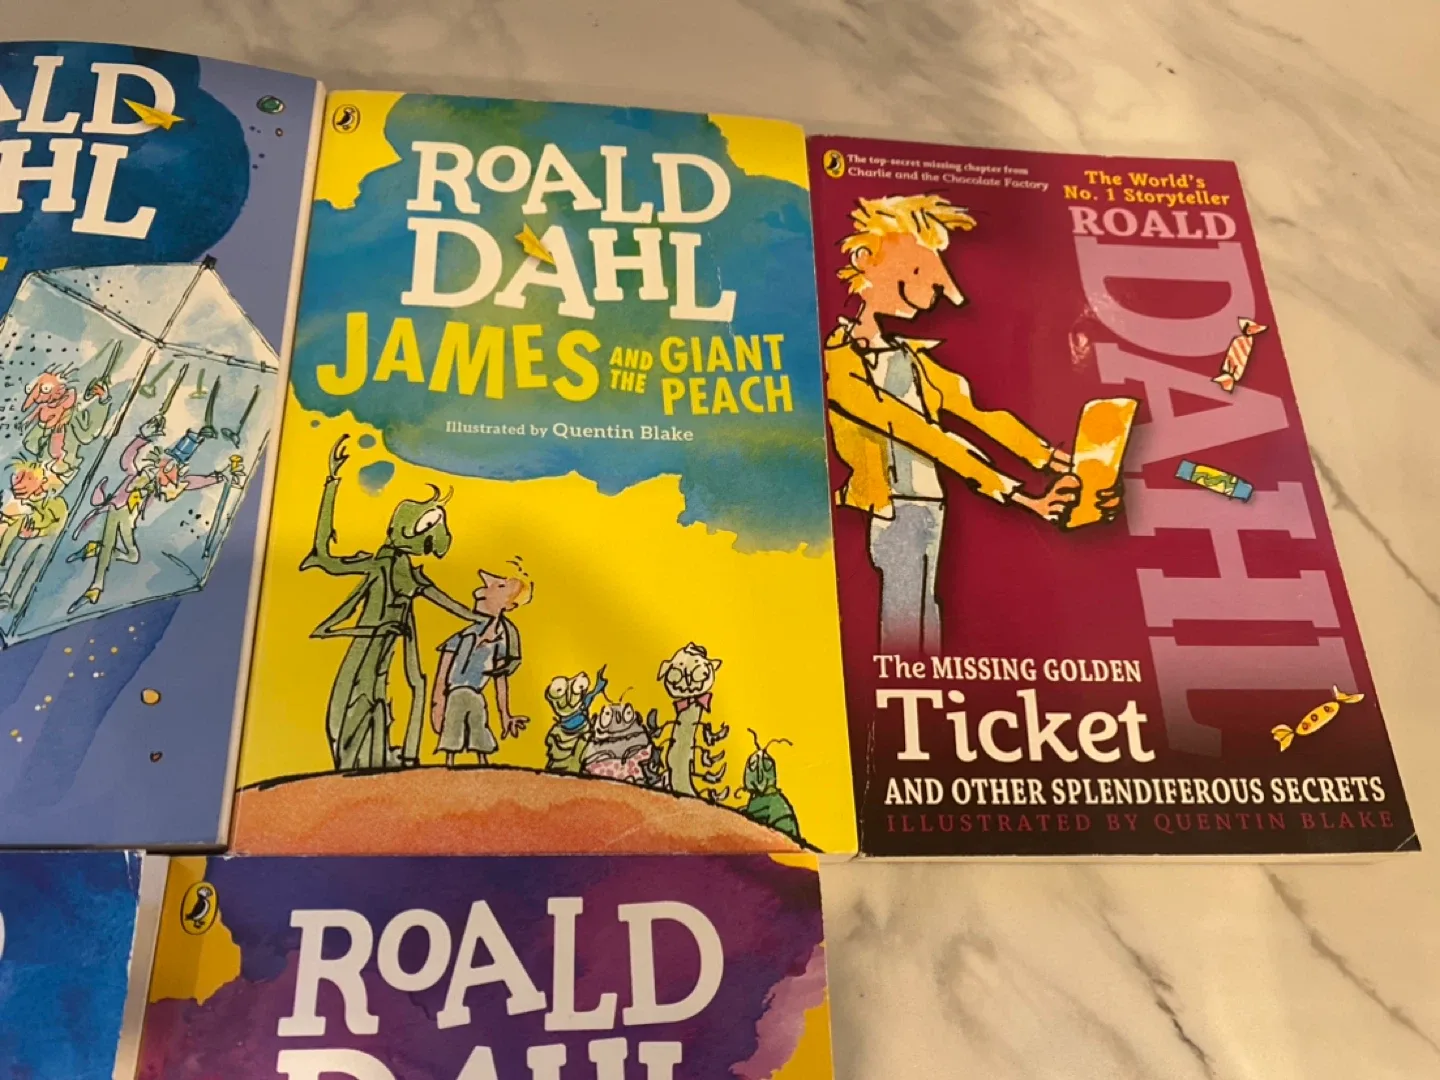 ALD
AHL
ROALD
DAHL
JAMES AND THE GIANT PEACH
Illustrated by Quentin Blake
The top-secret missing chapter from
Charlie and the Chocolate Factory
The World's
No. 1 Storyteller
ROALD
DAHL
The MISSING GOLDEN
Ticket
AND OTHER SPLENDIFEROUS SECRETS
ILLUSTRATED BY QUENTIN BLAKE
ROALD
DAHL